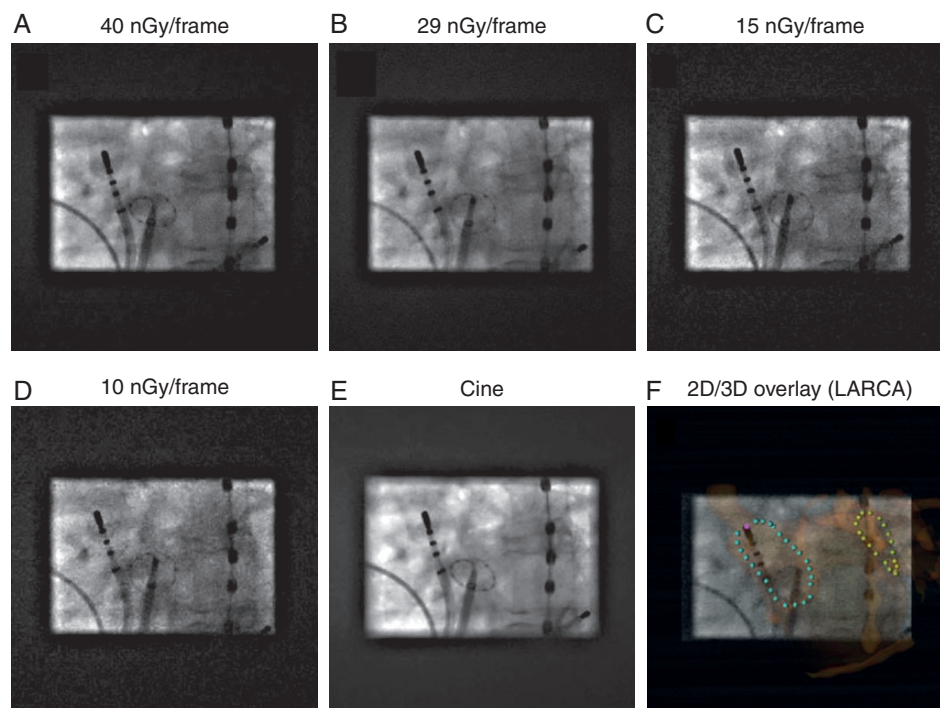 A 40 nGy/frame
B 29 nGy/frame
C 15 nGy/frame
D 10 nGy/frame
E Cine
F 2D/3D overlay (LARCA)